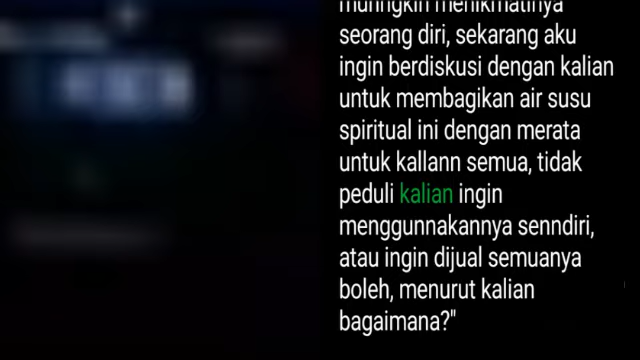 mungkin menikmatinya
seorang diri, sekarang aku
ingin berdiskusi dengan kalian
untuk membagikan air susu
spiritual ini dengan merata
untuk kallann semua, tidak
peduli kalian ingin
menggunnakannya senndiri,
atau ingin dijual semuanya
boleh, menurut kalian
bagaimana?"